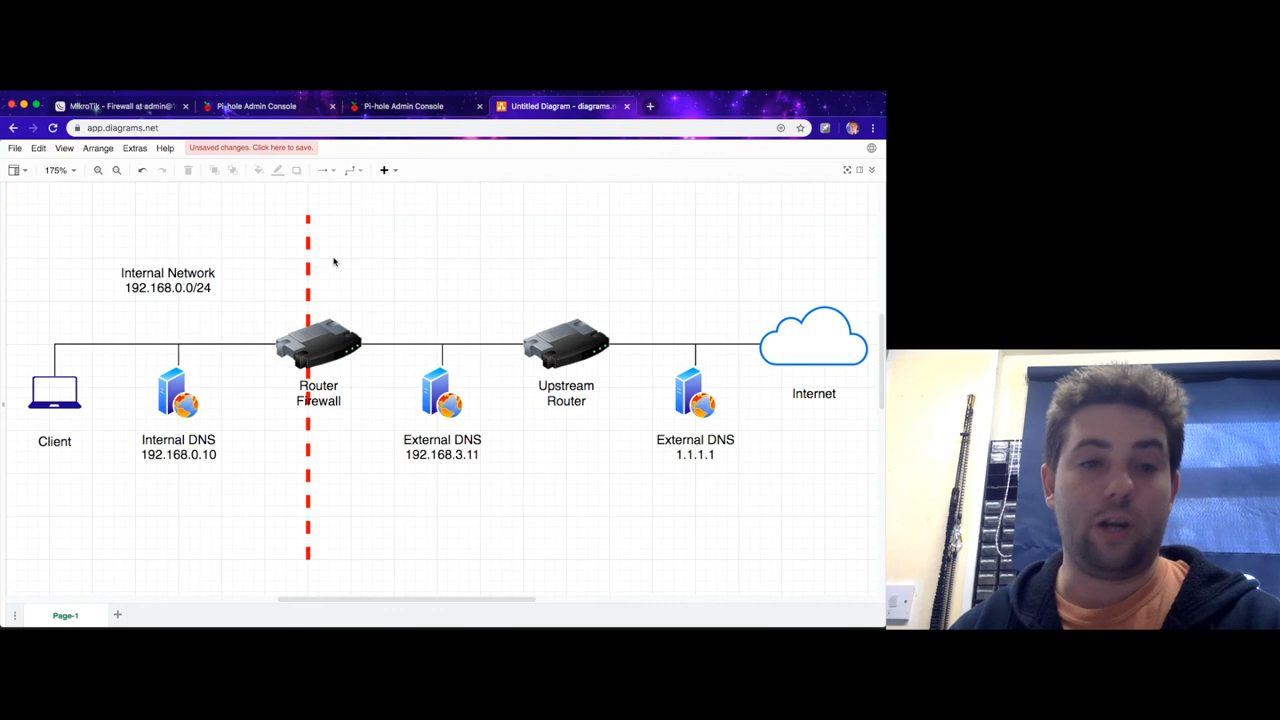 MikroTik - Firewall at admin@1
Pi-hole Admin Console
Pi-hole Admin Console
Untitled Diagram - diagrams.n
app.diagrams.net
File Edit View Arrange Extras Help
Unsaved changes. Click here to save.
175%
Internal Network
192.168.0.0/24
Router
Firewall
Upstream
Router
Internet
Client
Internal DNS
192.168.0.10
External DNS
192.168.3.11
External DNS
1.1.1.1
Page-1